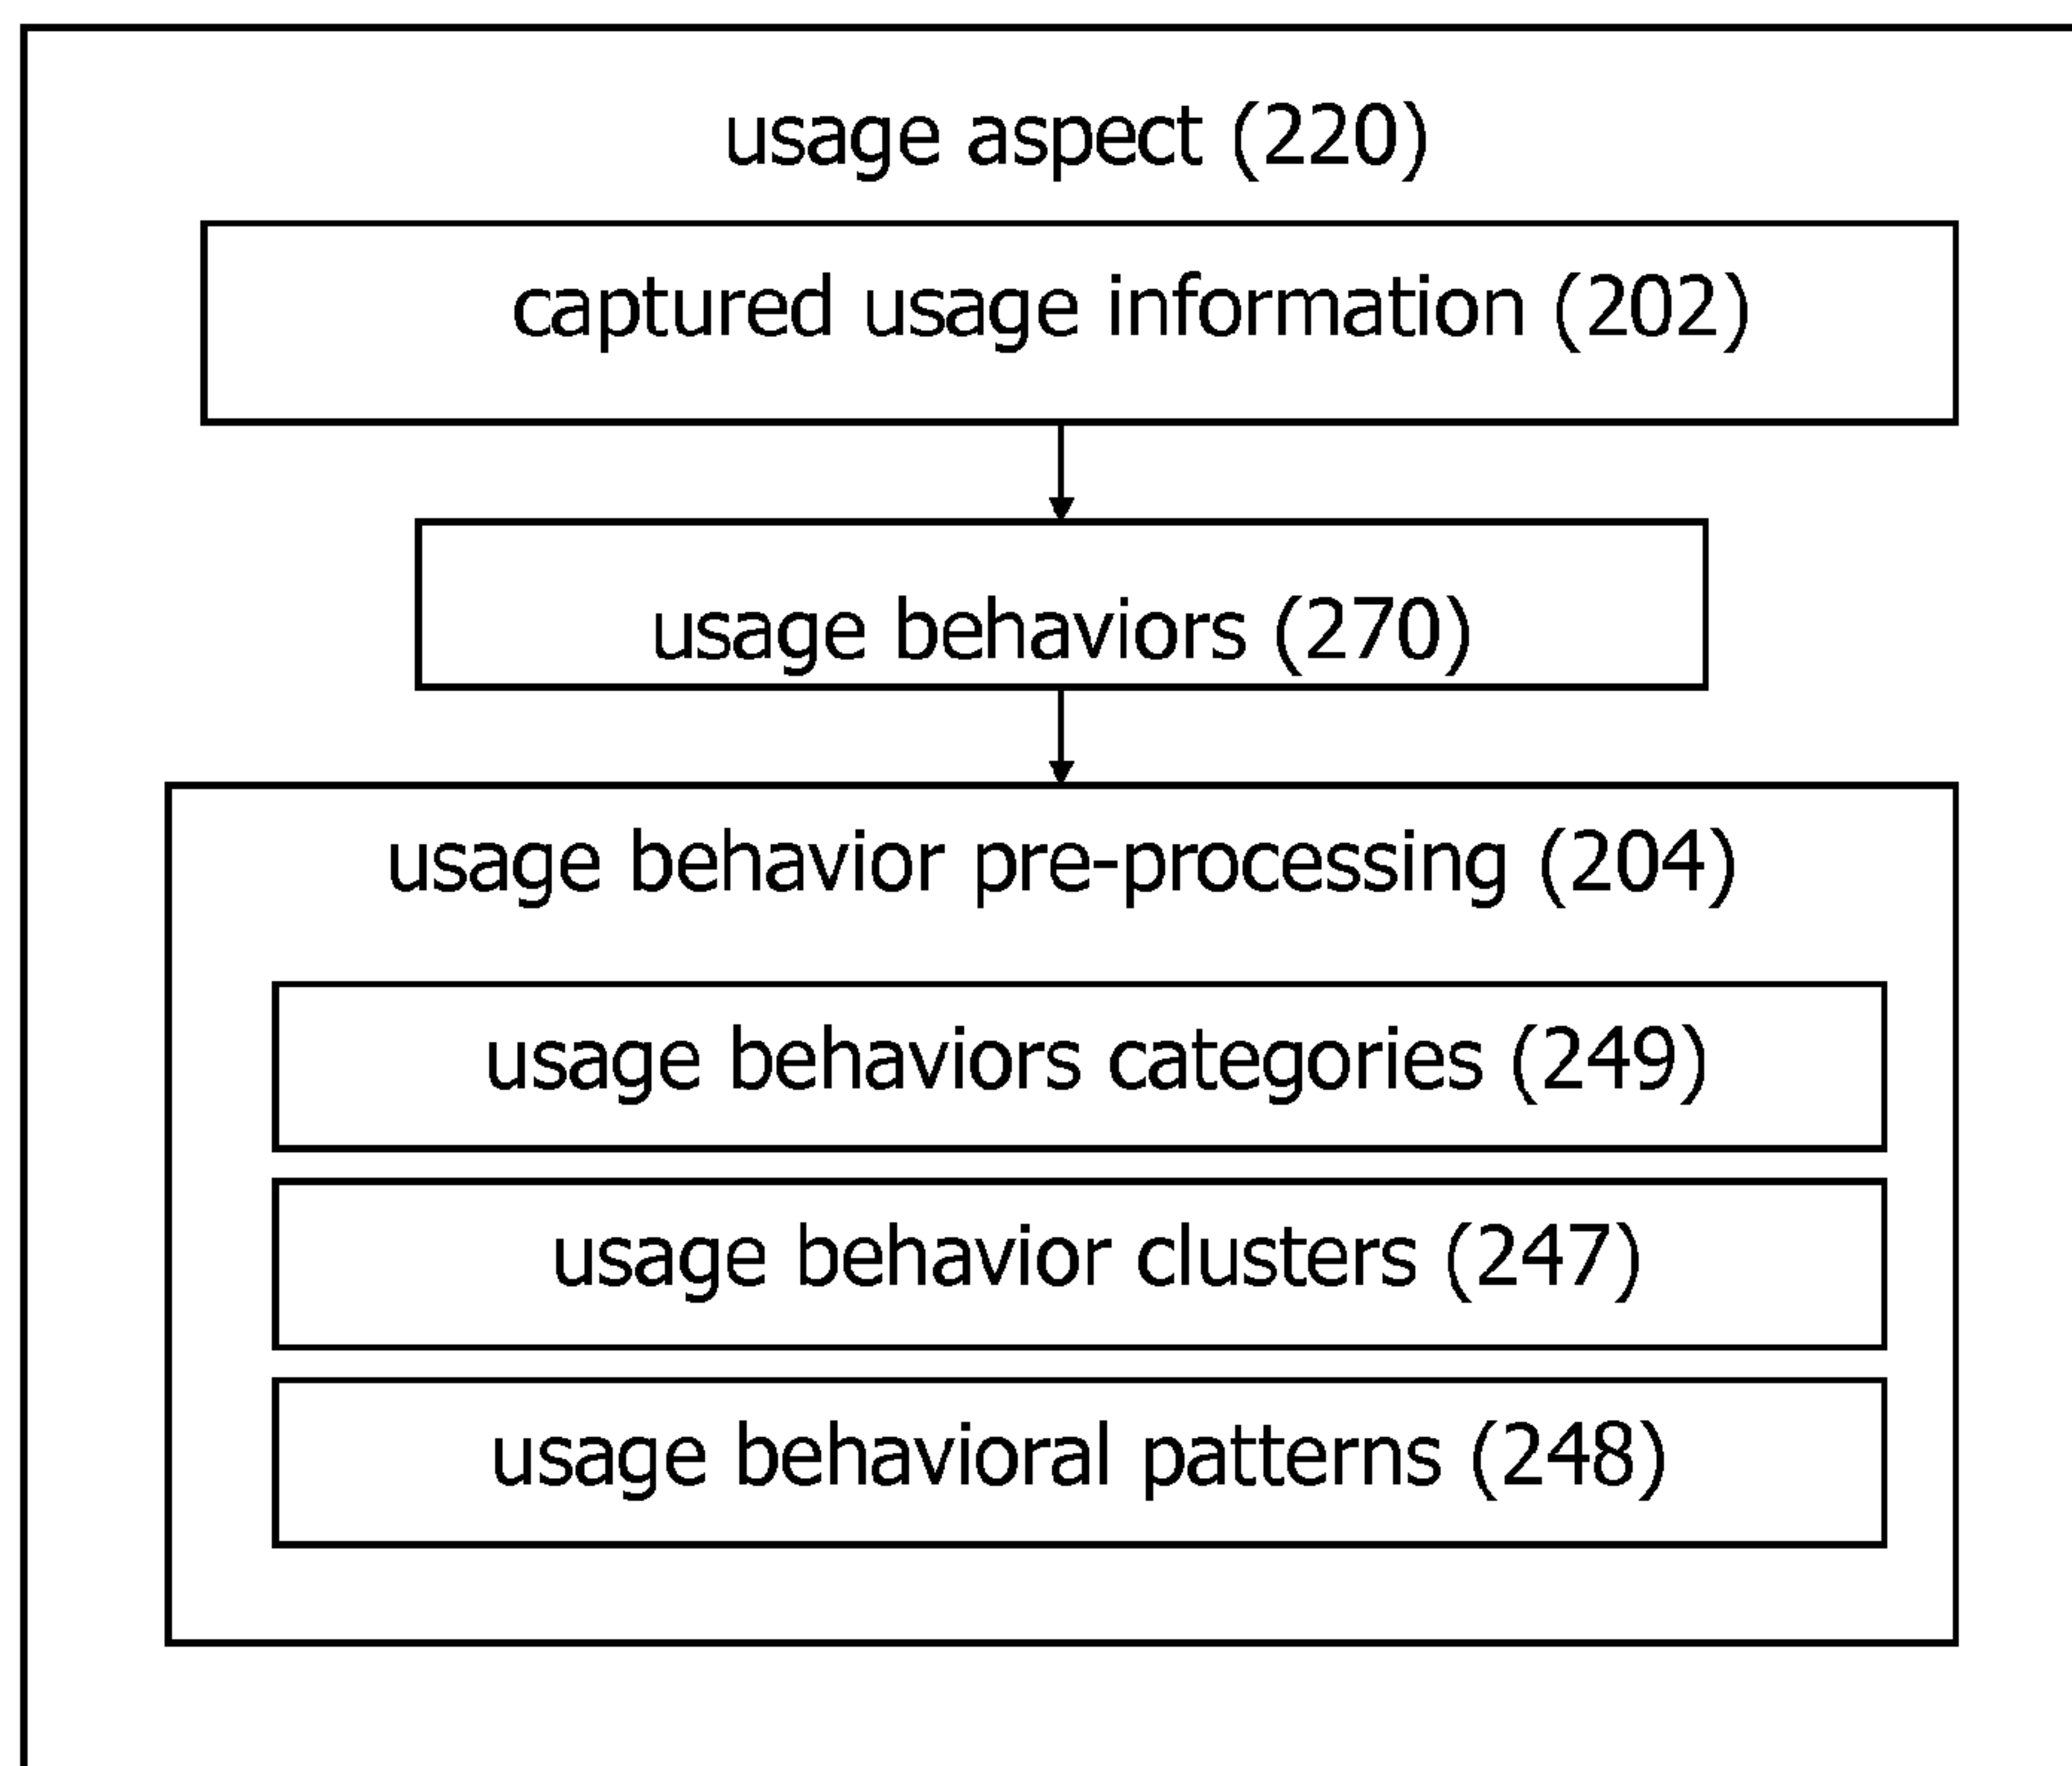 usage aspect (220)
captured usage information (202)
usage behaviors (270)
usage behavior pre-processing (204)
usage behaviors categories (249)
usage behavior clusters (247)
usage behavioral patterns (248)